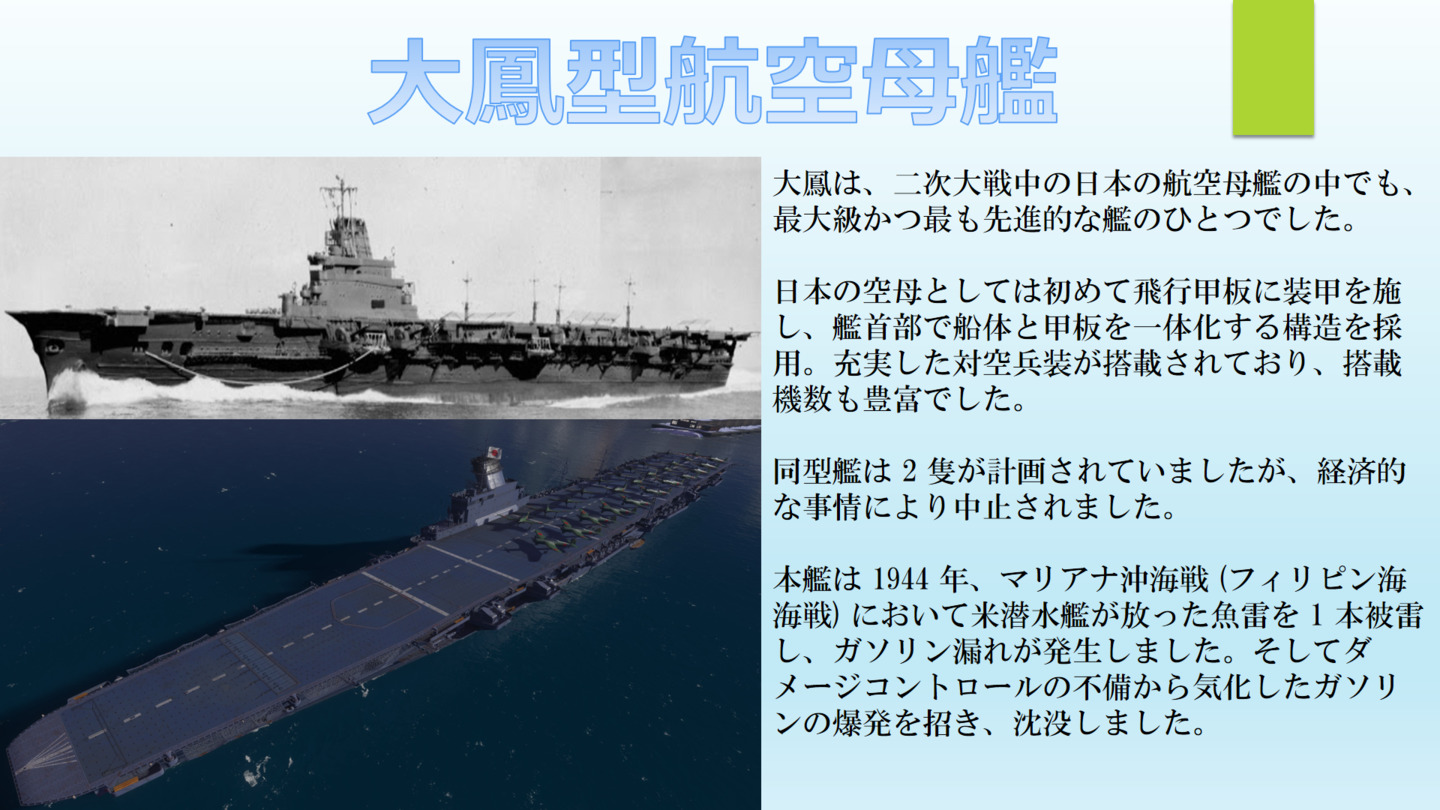 大鳳型航空母艦
大鳳は、二次大戦中の日本の航空母艦の中でも、
最大級かつ最も先進的な艦のひとつでした。
日本の空母としては初めて飛行甲板に装甲を施
し、艦首部で船体と甲板を一体化する構造を採
用。充実した対空兵装が搭載されており、搭載
機数も豊富でした。
同型艦は 2 隻が計画されていましたが、経済的
な事情により中止されました。
本艦は 1944 年、マリアナ沖海戦 (フィリピン海
海戦) において米潜水艦が放った魚雷を 1 本被雷
し、ガソリン漏れが発生しました。そしてダ
メージコントロールの不備から気化したガソリ
ンの爆発を招き、沈没しました。